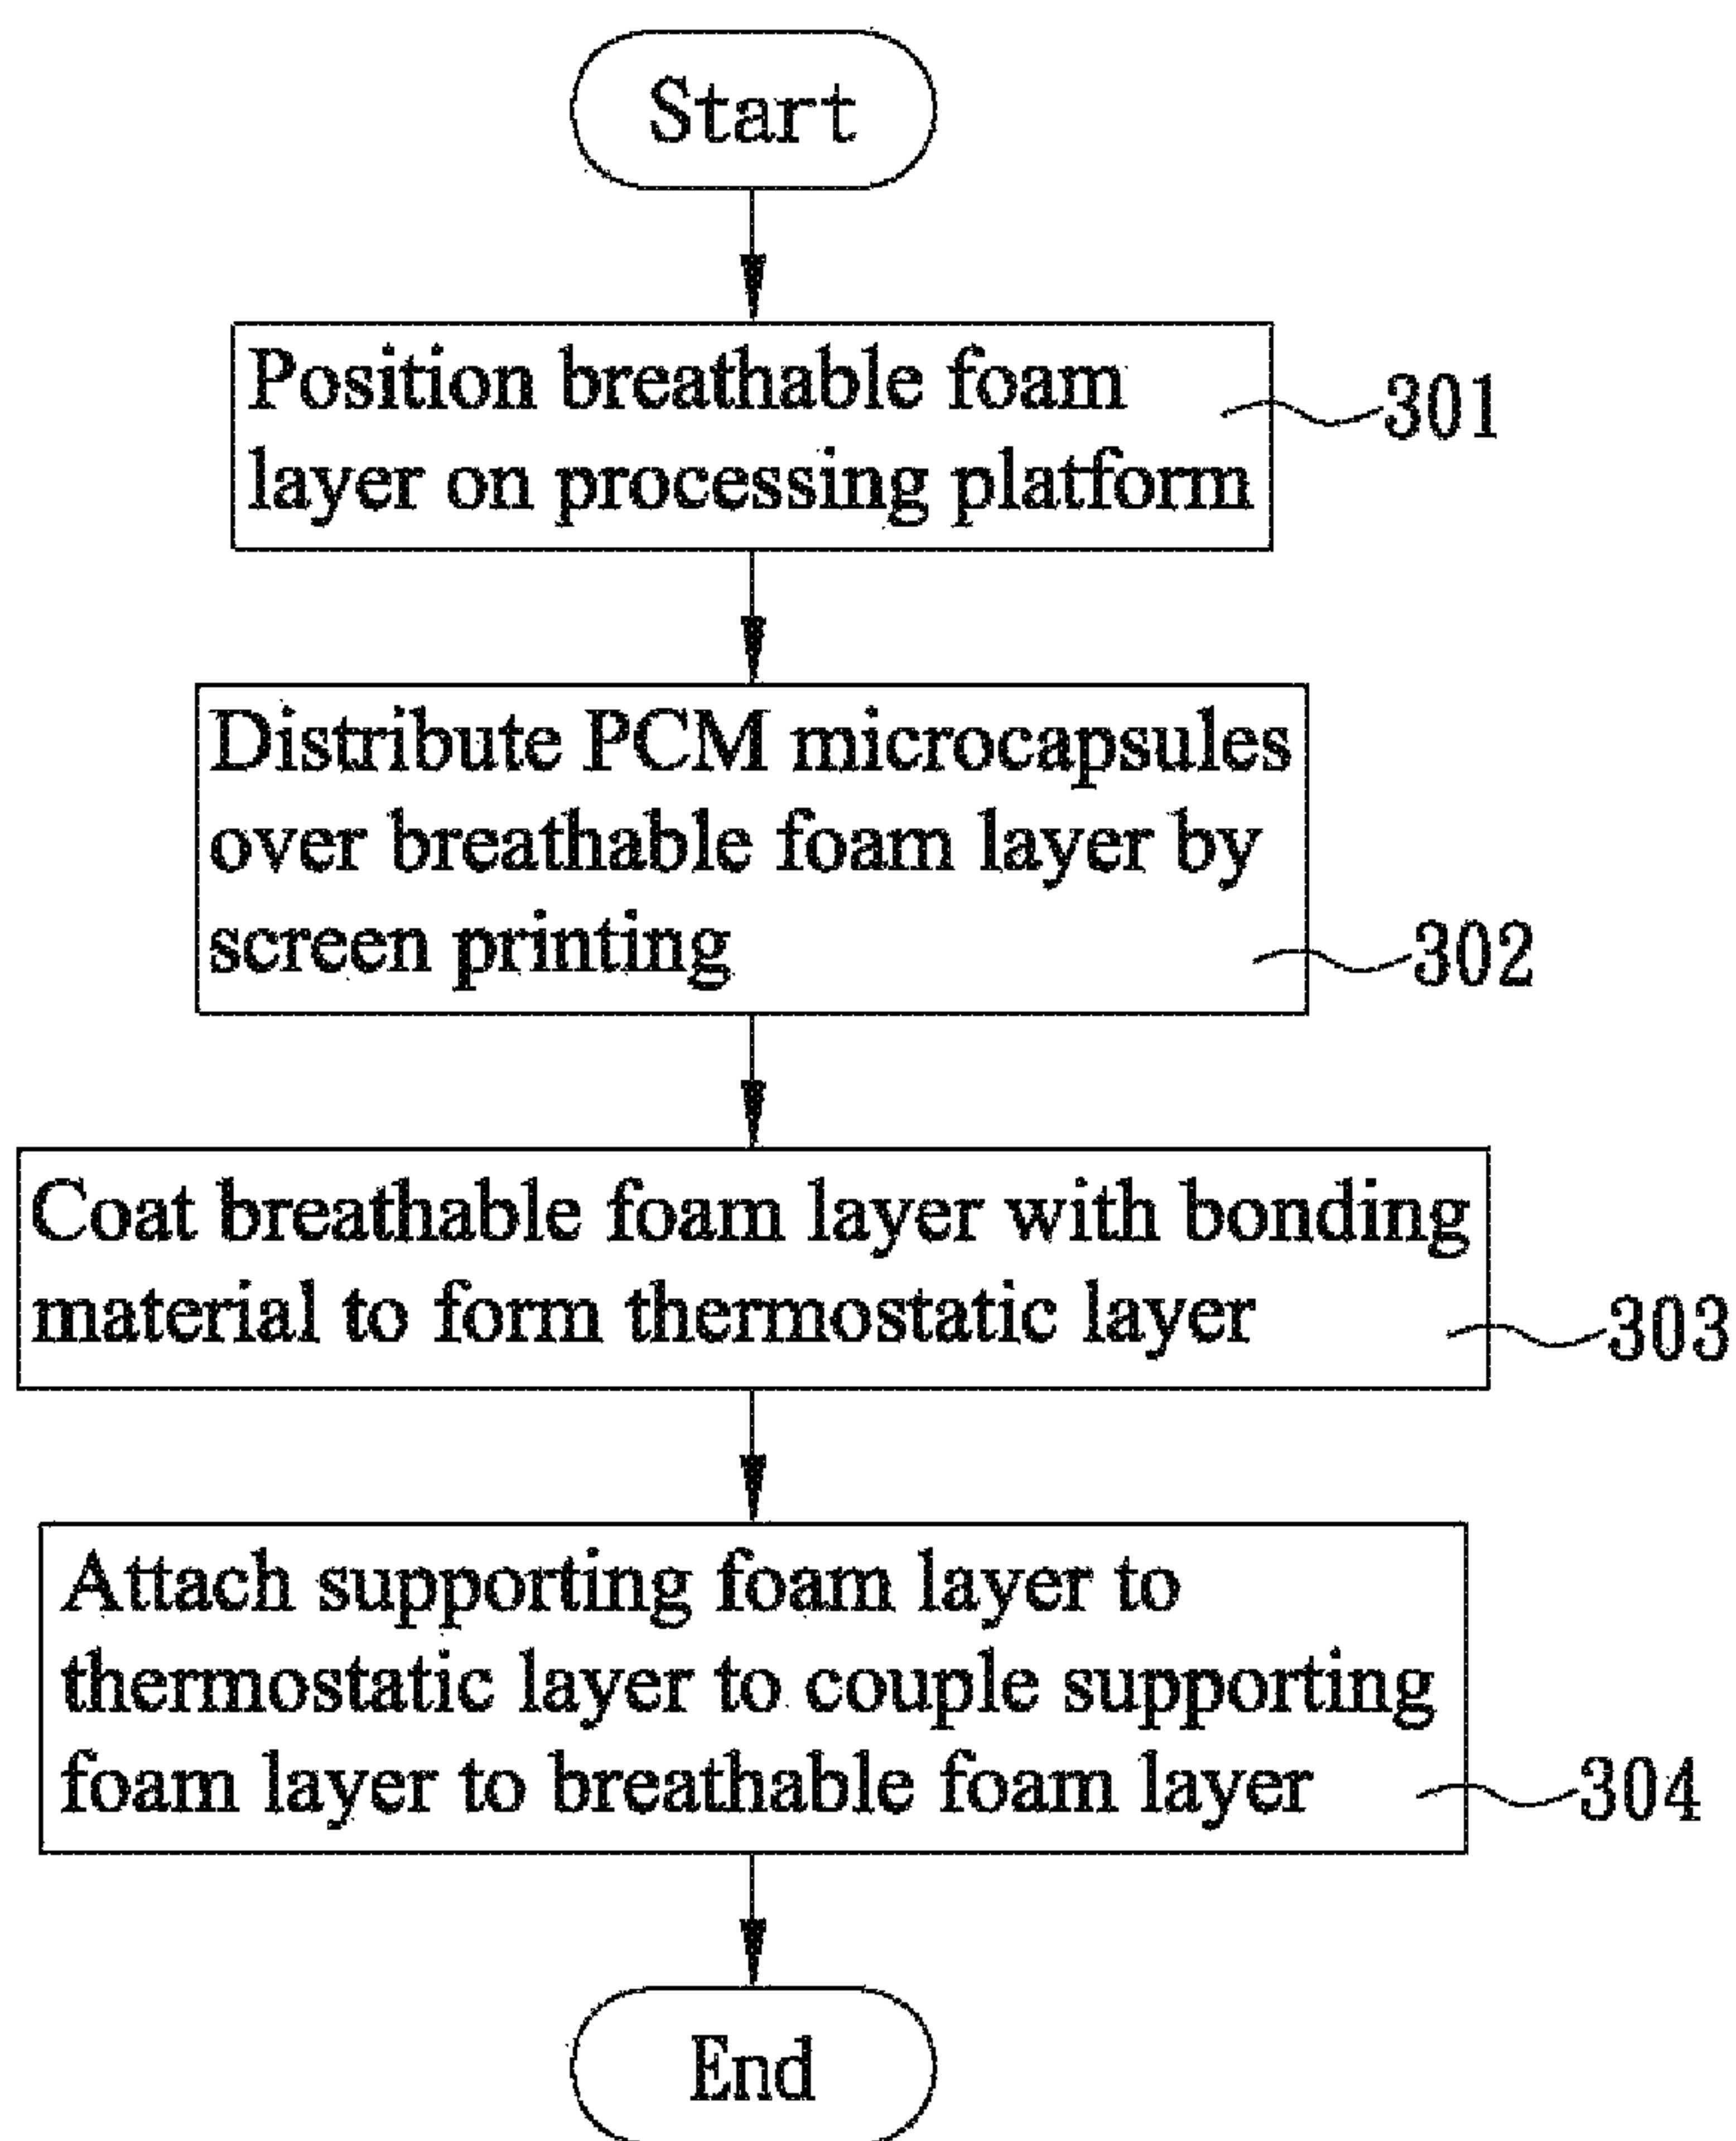 Start
Position breathable foam
layer on processing platform
301
Distribute PCM microcapsules
over breathable foam layer by
screen printing
302
Coat breathable foam layer with bonding
material to form thermostatic layer
303
Attach supporting foam layer to
thermostatic layer to couple supporting
foam layer to breathable foam layer
304
End